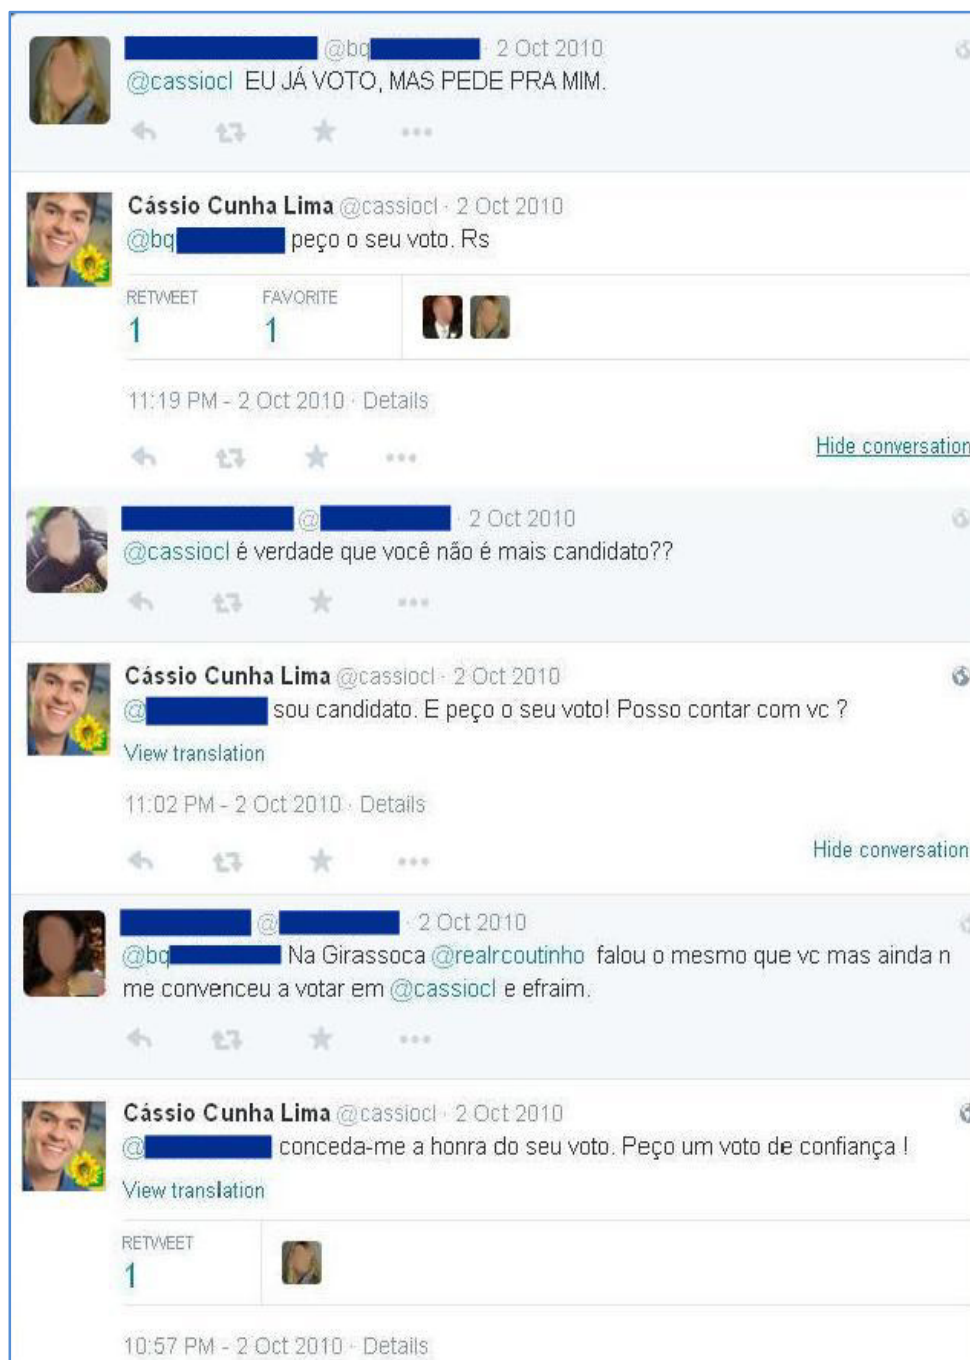 @bq · 2 Oct 2010
@cassiocl EU JÁ VOTO, MAS PEDE PRA MIM.
Cássio Cunha Lima @cassiocl · 2 Oct 2010
@bq peço o seu voto. Rs
RETWEET FAVORITE
1 1
11:19 PM - 2 Oct 2010 · Details
Hide conversation
@ · 2 Oct 2010
@cassiocl é verdade que você não é mais candidato??
Cássio Cunha Lima @cassiocl · 2 Oct 2010
@ sou candidato. E peço o seu voto! Posso contar com vc ?
View translation
11:02 PM - 2 Oct 2010 · Details
Hide conversation
@ · 2 Oct 2010
@bq Na Girassoca @realrcoutinho falou o mesmo que vc mas ainda n
me convenceu a votar em @cassiocl e efraim.
Cássio Cunha Lima @cassiocl · 2 Oct 2010
@ conceda-me a honra do seu voto. Peço um voto de confiança !
View translation
RETWEET
1
10:57 PM - 2 Oct 2010 · Details